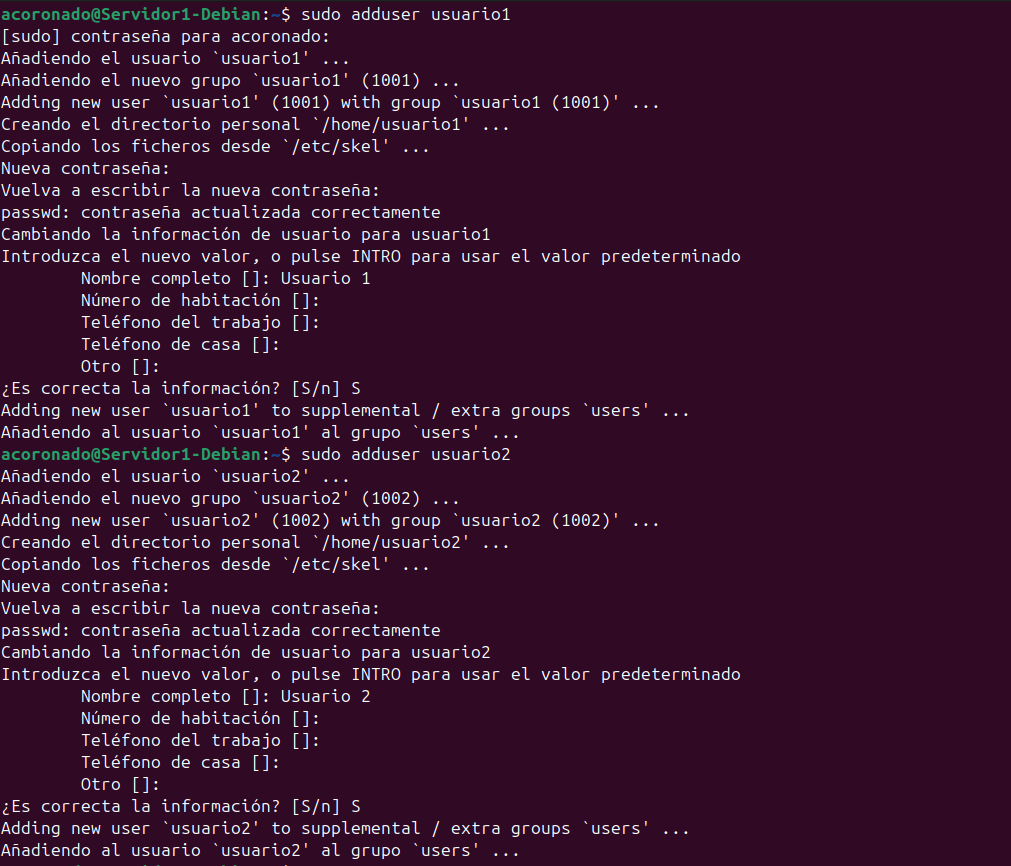 acoronado@Servidor1-Debian:~$ sudo adduser usuario1
[sudo] contraseña para acoronado:
Añadiendo el usuario `usuario1' ...
Añadiendo el nuevo grupo `usuario1' (1001) ...
Adding new user `usuario1' (1001) with group `usuario1 (1001)' ...
Creando el directorio personal `/home/usuario1' ...
Copiando los ficheros desde `/etc/skel' ...
Nueva contraseña:
Vuelva a escribir la nueva contraseña:
passwd: contraseña actualizada correctamente
Cambiando la información de usuario para usuario1
Introduzca el nuevo valor, o pulse INTRO para usar el valor predeterminado
        Nombre completo []: Usuario 1
        Número de habitación []:
        Teléfono del trabajo []:
        Teléfono de casa []:
        Otro []:
¿Es correcta la información? [S/n] S
Adding new user `usuario1' to supplemental / extra groups `users' ...
Añadiendo al usuario `usuario1' al grupo `users' ...
acoronado@Servidor1-Debian:~$ sudo adduser usuario2
Añadiendo el usuario `usuario2' ...
Añadiendo el nuevo grupo `usuario2' (1002) ...
Adding new user `usuario2' (1002) with group `usuario2 (1002)' ...
Creando el directorio personal `/home/usuario2' ...
Copiando los ficheros desde `/etc/skel' ...
Nueva contraseña:
Vuelva a escribir la nueva contraseña:
passwd: contraseña actualizada correctamente
Cambiando la información de usuario para usuario2
Introduzca el nuevo valor, o pulse INTRO para usar el valor predeterminado
        Nombre completo []: Usuario 2
        Número de habitación []:
        Teléfono del trabajo []:
        Teléfono de casa []:
        Otro []:
¿Es correcta la información? [S/n] S
Adding new user `usuario2' to supplemental / extra groups `users' ...
Añadiendo al usuario `usuario2' al grupo `users' ...